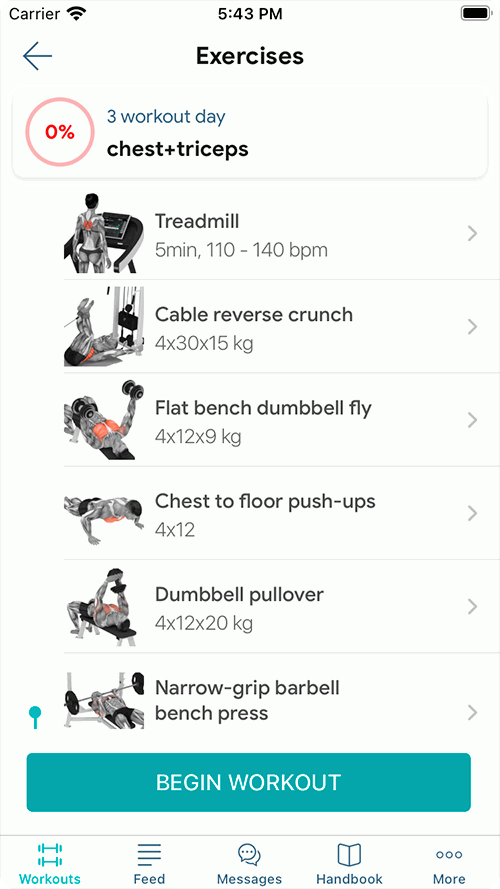 Carrier 5:43 PM
Exercises
0%
3 workout day
chest+triceps
Treadmill
5min, 110 - 140 bpm
Cable reverse crunch
4x30x15 kg
Flat bench dumbbell fly
4x12x9 kg
Chest to floor push-ups
4x12
Dumbbell pullover
4x12x20 kg
Narrow-grip barbell
bench press
BEGIN WORKOUT
Workouts Feed Messages Handbook More